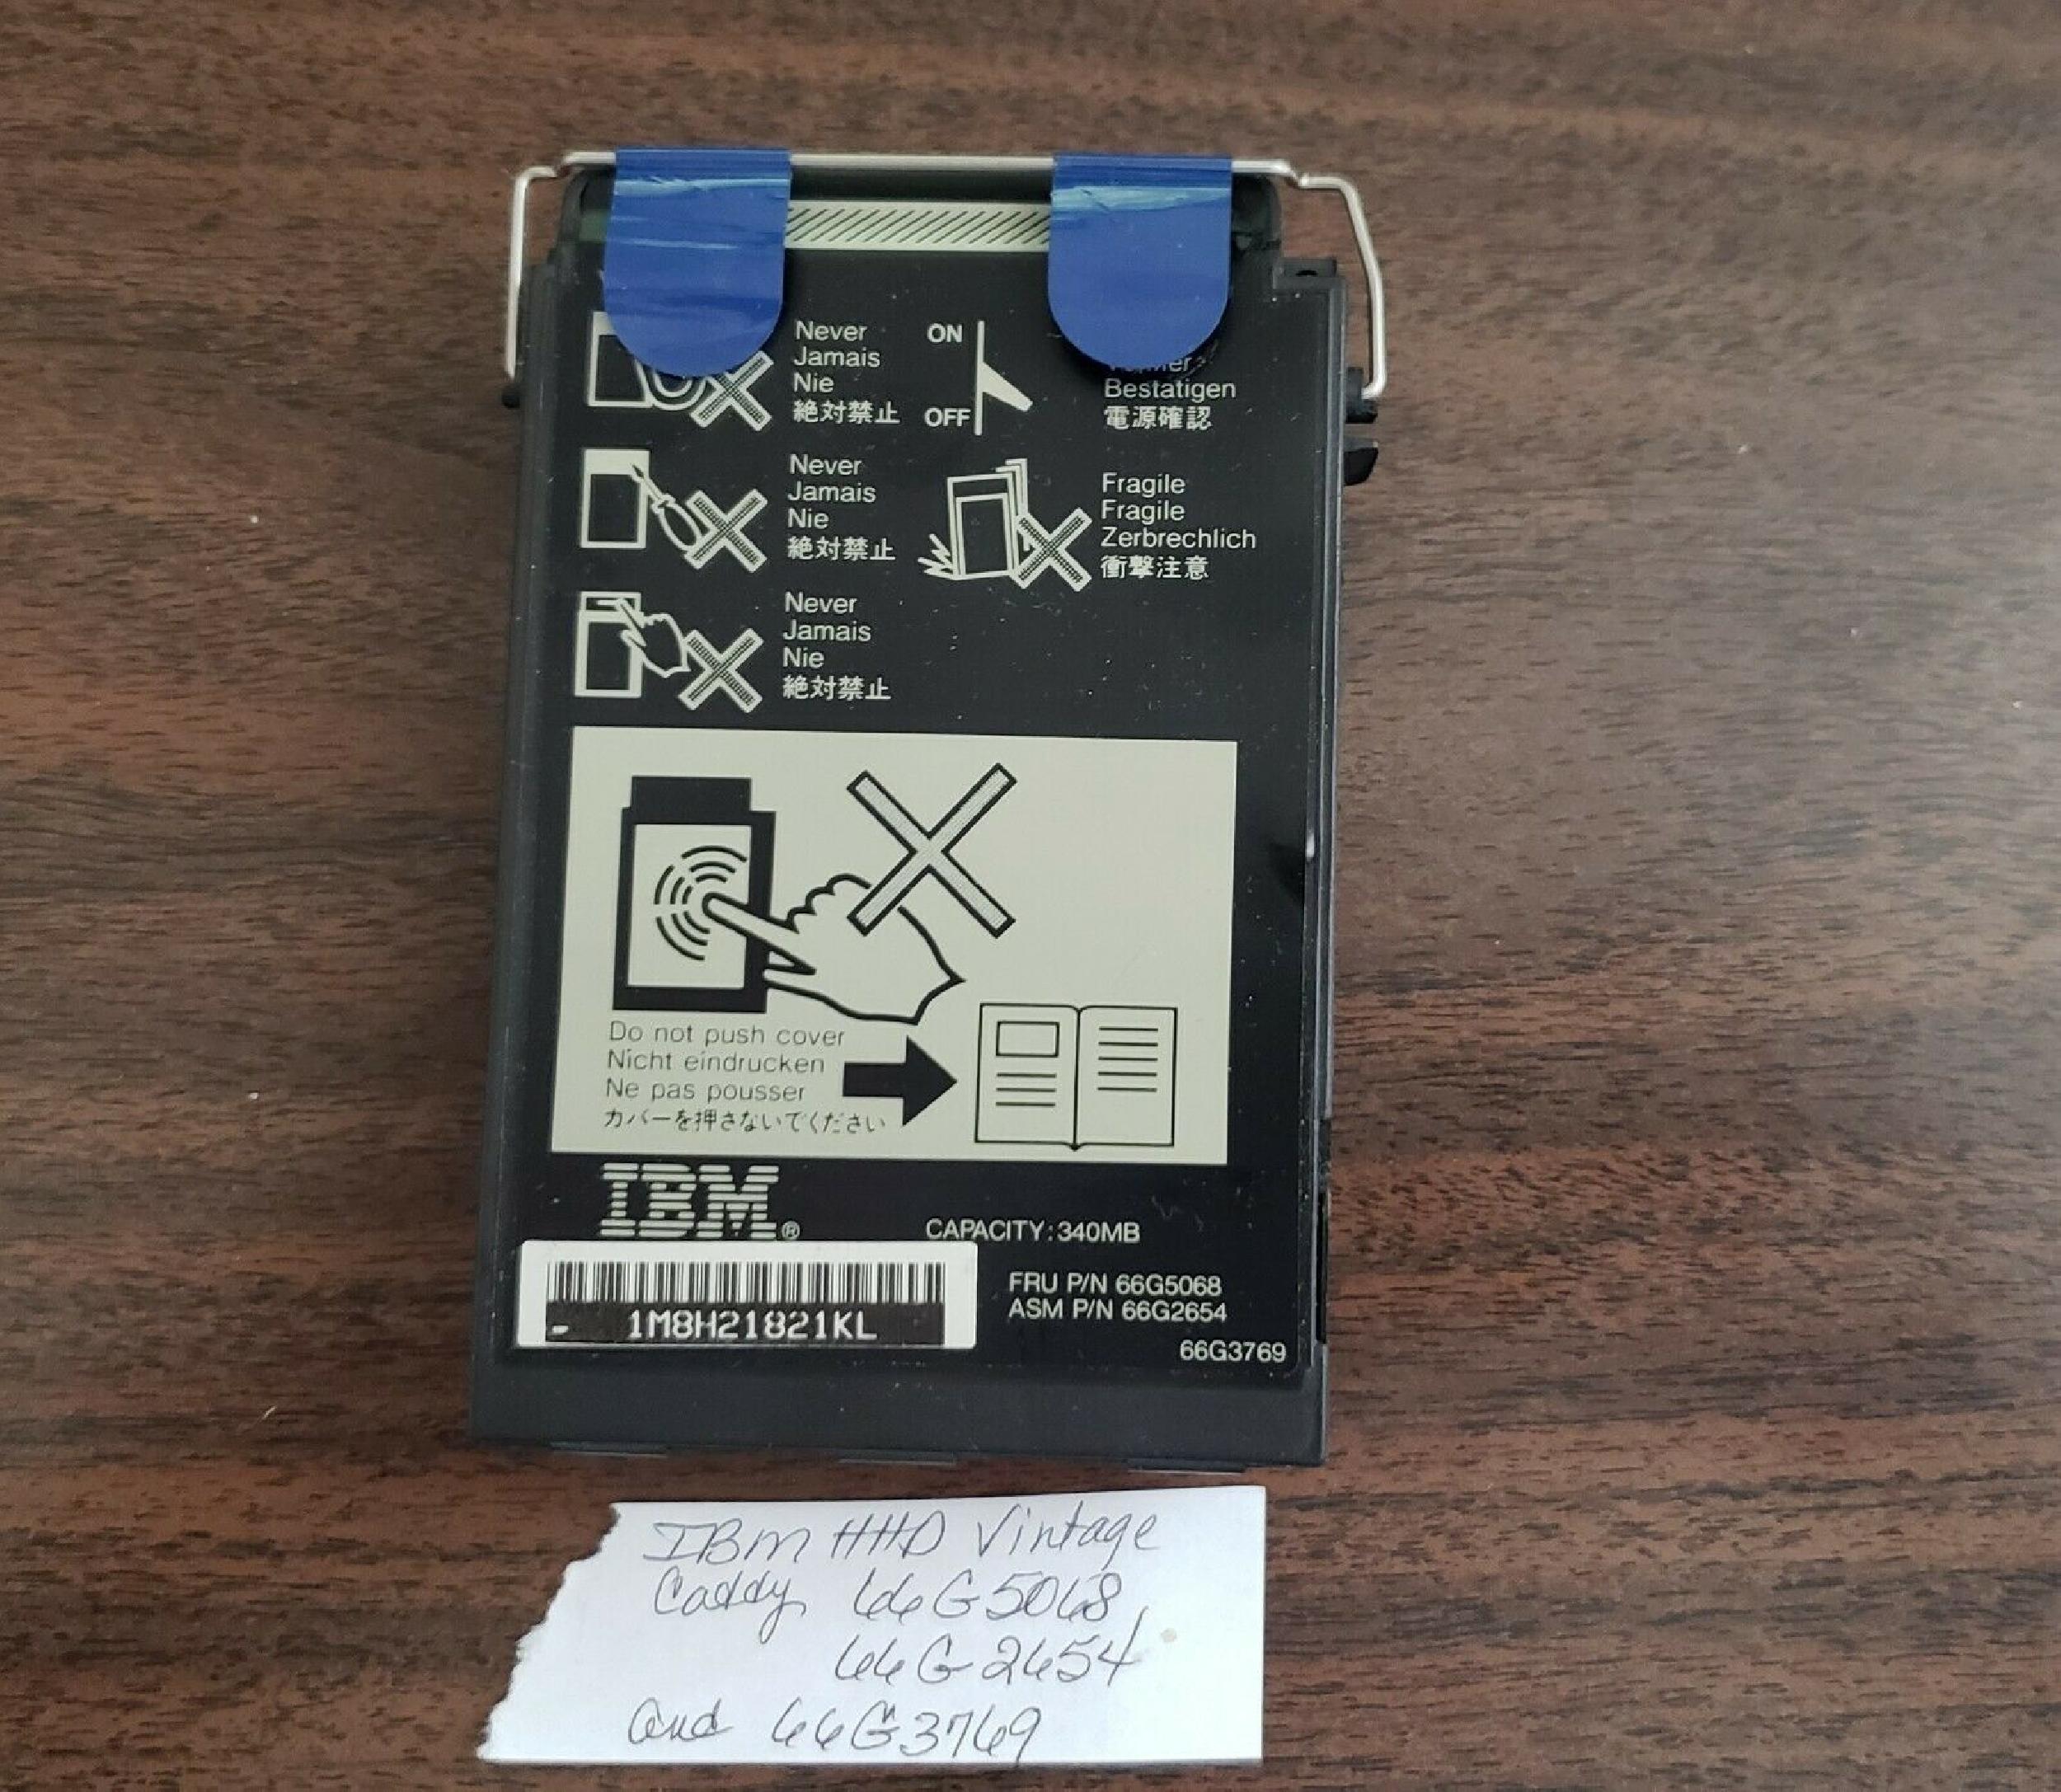 Never
Jamais
Nie
絶対禁止
ON
OFF
Bestatigen
電源確認
Never
Jamais
Nie
絶対禁止
Fragile
Fragile
Zerbrechlich
衝撃注意
Never
Jamais
Nie
絶対禁止
Do not push cover
Nicht eindrucken
Ne pas pousser
カバーを押さないでください
IBM®
CAPACITY:340MB
FRU P/N 66G5068
ASM P/N 66G2654
1M8H21821KL
66G3769
IBM HHD Vintage
Caddy 66G5068
66G2654
and 66G3769